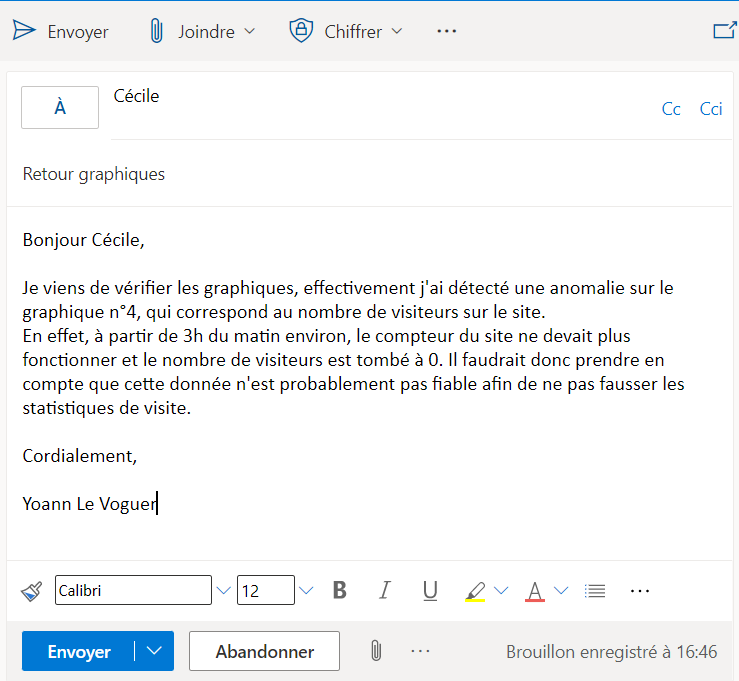 Envoyer Joindre Chiffrer ...
À Cécile Cc Cci
Retour graphiques
Bonjour Cécile,
Je viens de vérifier les graphiques, effectivement j'ai détecté une anomalie sur le
graphique n°4, qui correspond au nombre de visiteurs sur le site.
En effet, à partir de 3h du matin environ, le compteur du site ne devait plus
fonctionner et le nombre de visiteurs est tombé à 0. Il faudrait donc prendre en
compte que cette donnée n'est probablement pas fiable afin de ne pas fausser les
statistiques de visite.
Cordialement,
Yoann Le Voguer
Calibri 12 B I U A ...
Envoyer Abandonner ... Brouillon enregistré à 16:46